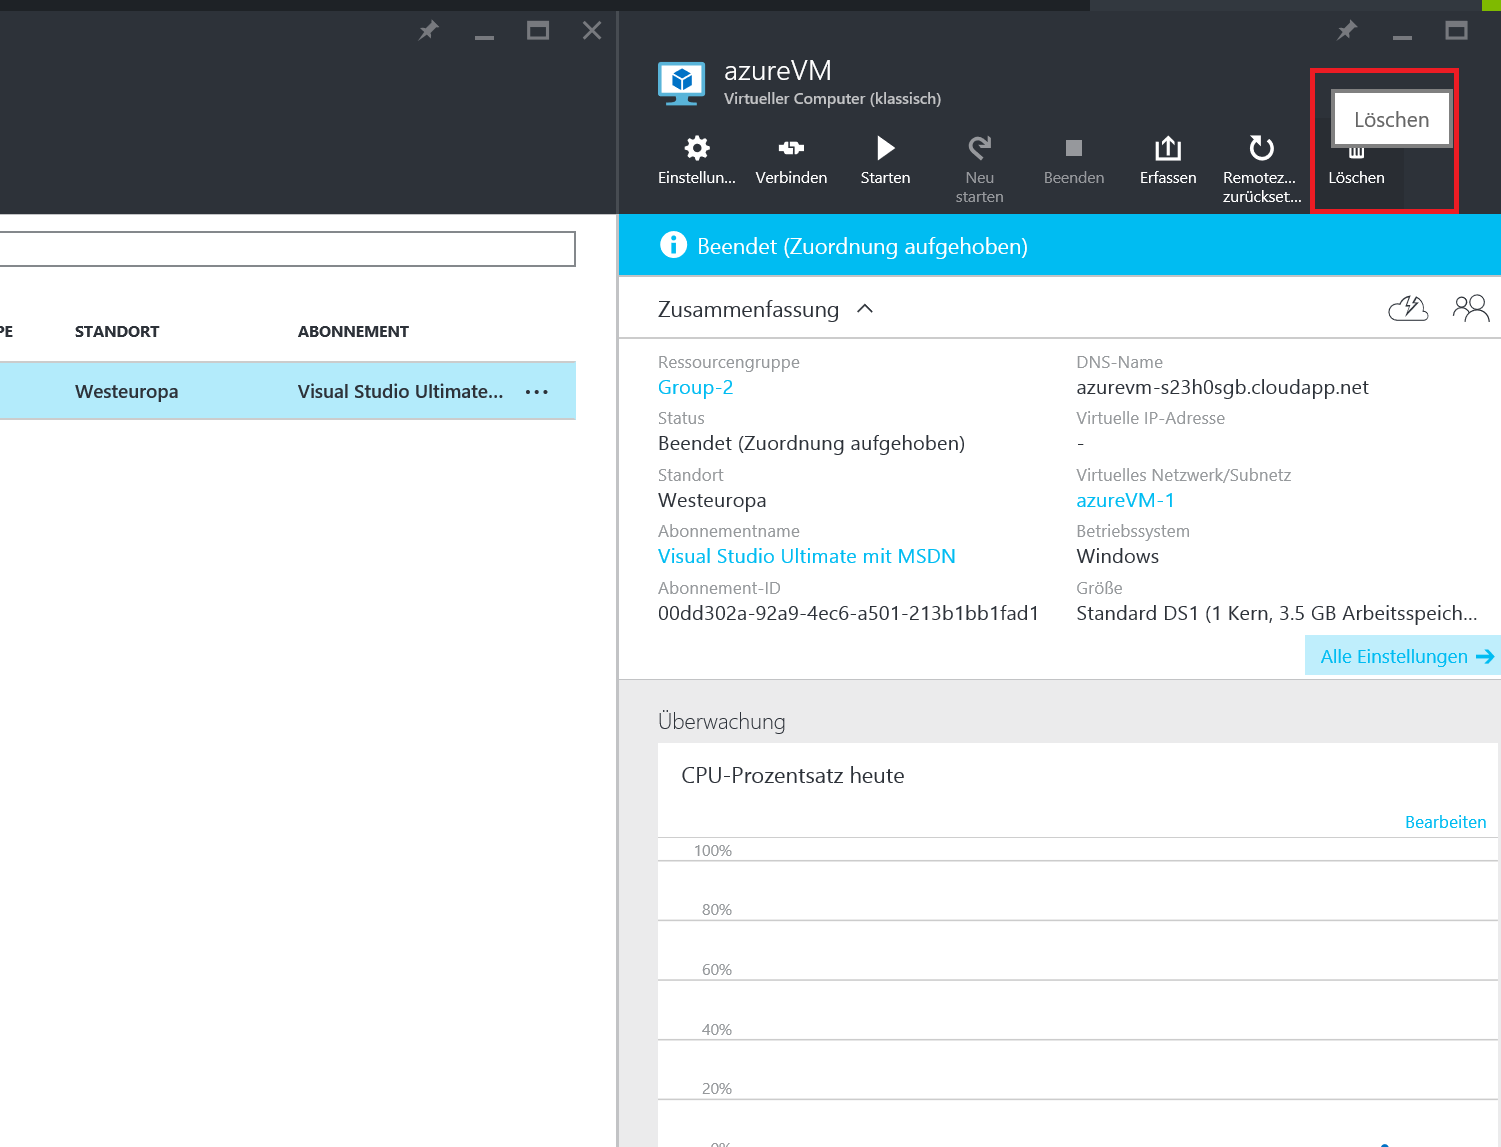 azureVM
Virtueller Computer (klassisch)
Löschen
Einstellun...
Verbinden
Starten
Neu
starten
Beenden
Erfassen
Remotez...
zurückset...
Löschen
Beendet (Zuordnung aufgehoben)
PE
STANDORT
ABONNEMENT
Westeuropa
Visual Studio Ultimate...
Zusammenfassung
Ressourcengruppe
Group-2
Status
Beendet (Zuordnung aufgehoben)
Standort
Westeuropa
Abonnementname
Visual Studio Ultimate mit MSDN
Abonnement-ID
00dd302a-92a9-4ec6-a501-213b1bb1fad1
DNS-Name
azurevm-s23h0sgb.cloudapp.net
Virtuelle IP-Adresse
-
Virtuelles Netzwerk/Subnetz
azureVM-1
Betriebssystem
Windows
Größe
Standard DS1 (1 Kern, 3.5 GB Arbeitsspeich...
Alle Einstellungen
Überwachung
CPU-Prozentsatz heute
Bearbeiten
100%
80%
60%
40%
20%